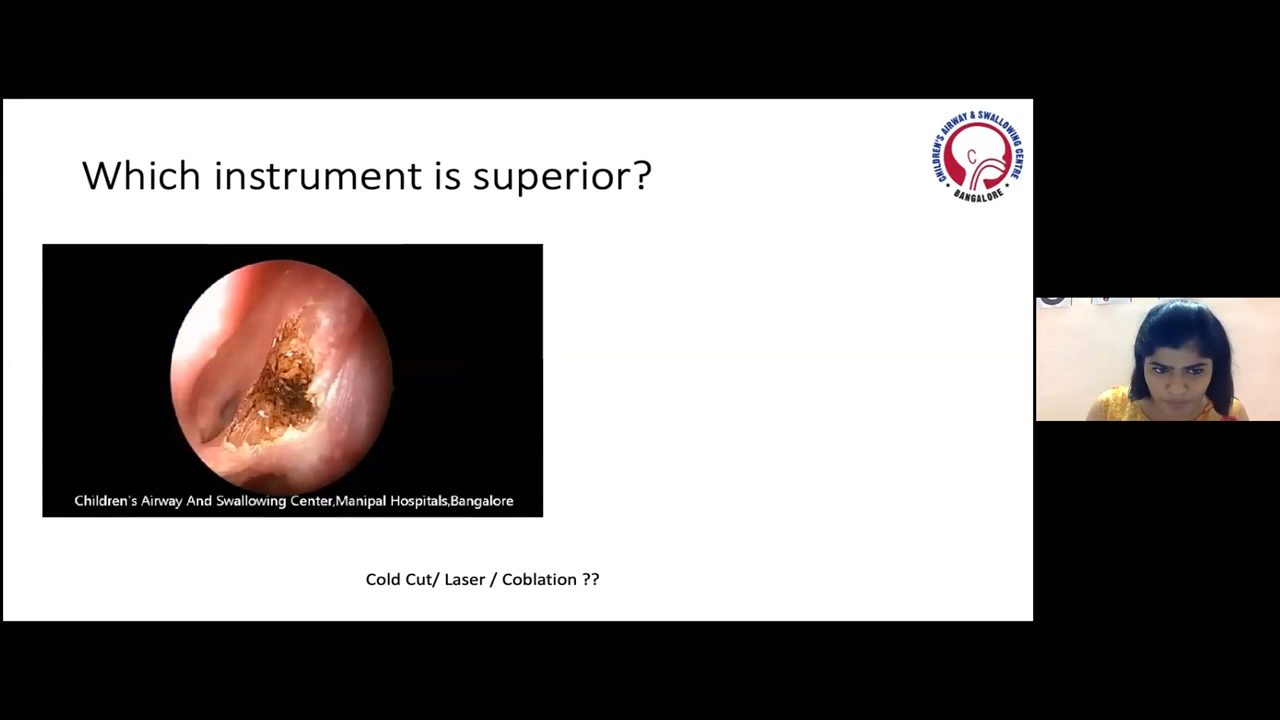 Which instrument is superior?
CHILDREN'S AIRWAY & SWALLOWING CENTRE
• BANGALORE •
C
Children's Airway And Swallowing Center,Manipal Hospitals,Bangalore
Cold Cut/ Laser / Coblation ??